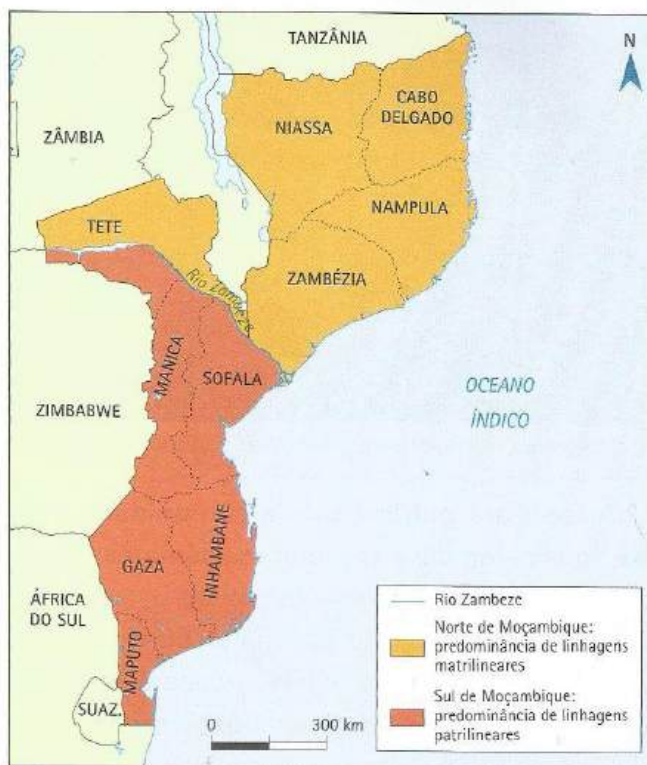 TANZÂNIA
N
CABO
DELGADO
NIASSA
ZÂMBIA
NAMPULA
TETE
ZAMBÉZIA
Rio Zambeze
MANICA
SOFALA
OCEANO
ÍNDICO
ZIMBABWE
GAZA
INHAMBANE
ÁFRICA
DO SUL
MAPUTO
SUAZ.
0 300 km
Rio Zambeze
Norte de Moçambique:
predominância de linhagens
matrilineares
Sul de Moçambique:
predominância de linhagens
patrilineares